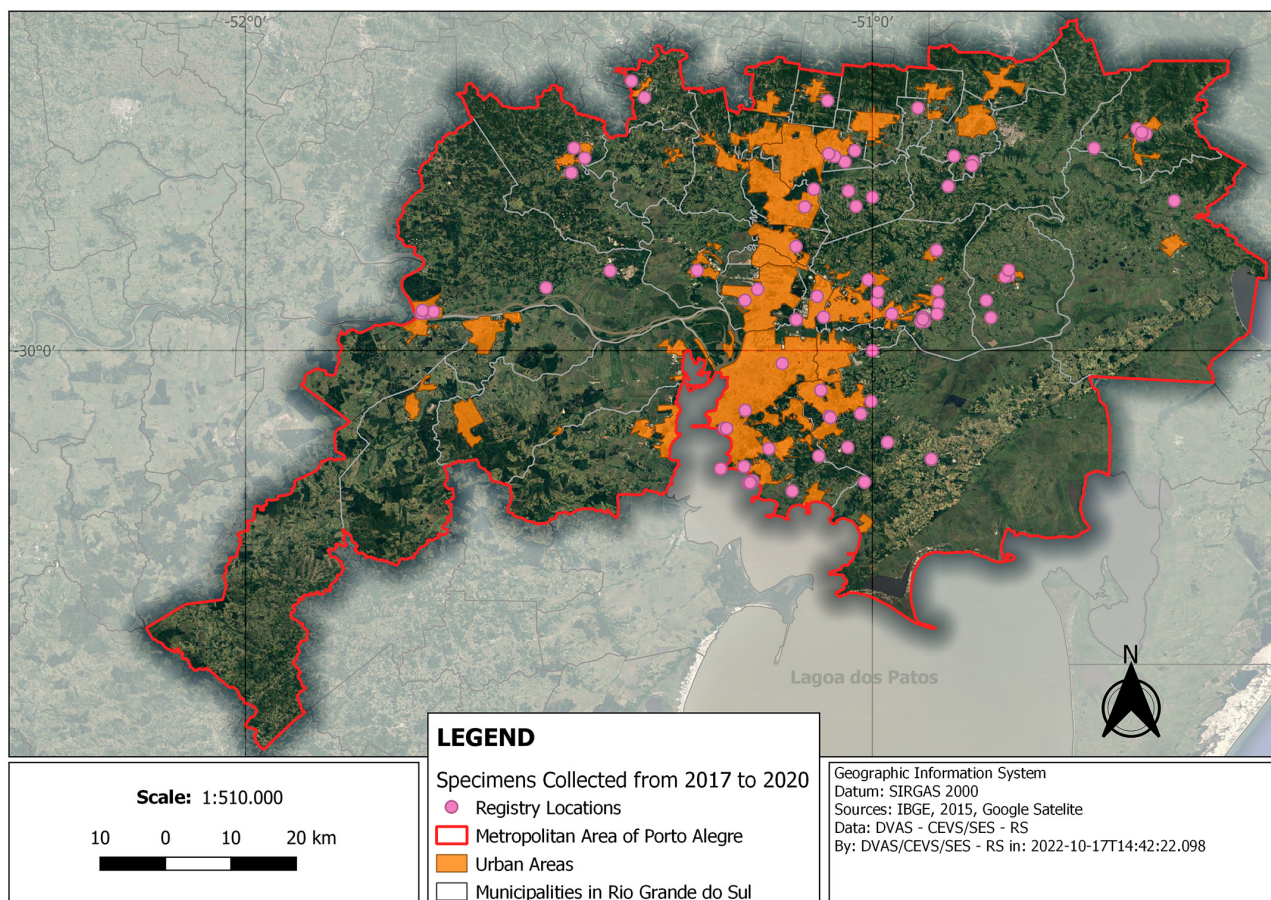 -52°0′
-51°0′
-30°0′
Lagoa dos Patos
N
LEGEND
Specimens Collected from 2017 to 2020
Registry Locations
Metropolitan Area of Porto Alegre
Urban Areas
Municipalities in Rio Grande do Sul
Scale: 1:510.000
10 0 10 20 km
Geographic Information System
Datum: SIRGAS 2000
Sources: IBGE, 2015, Google Satelite
Data: DVAS - CEVS/SES - RS
By: DVAS/CEVS/SES - RS in: 2022-10-17T14:42:22.098